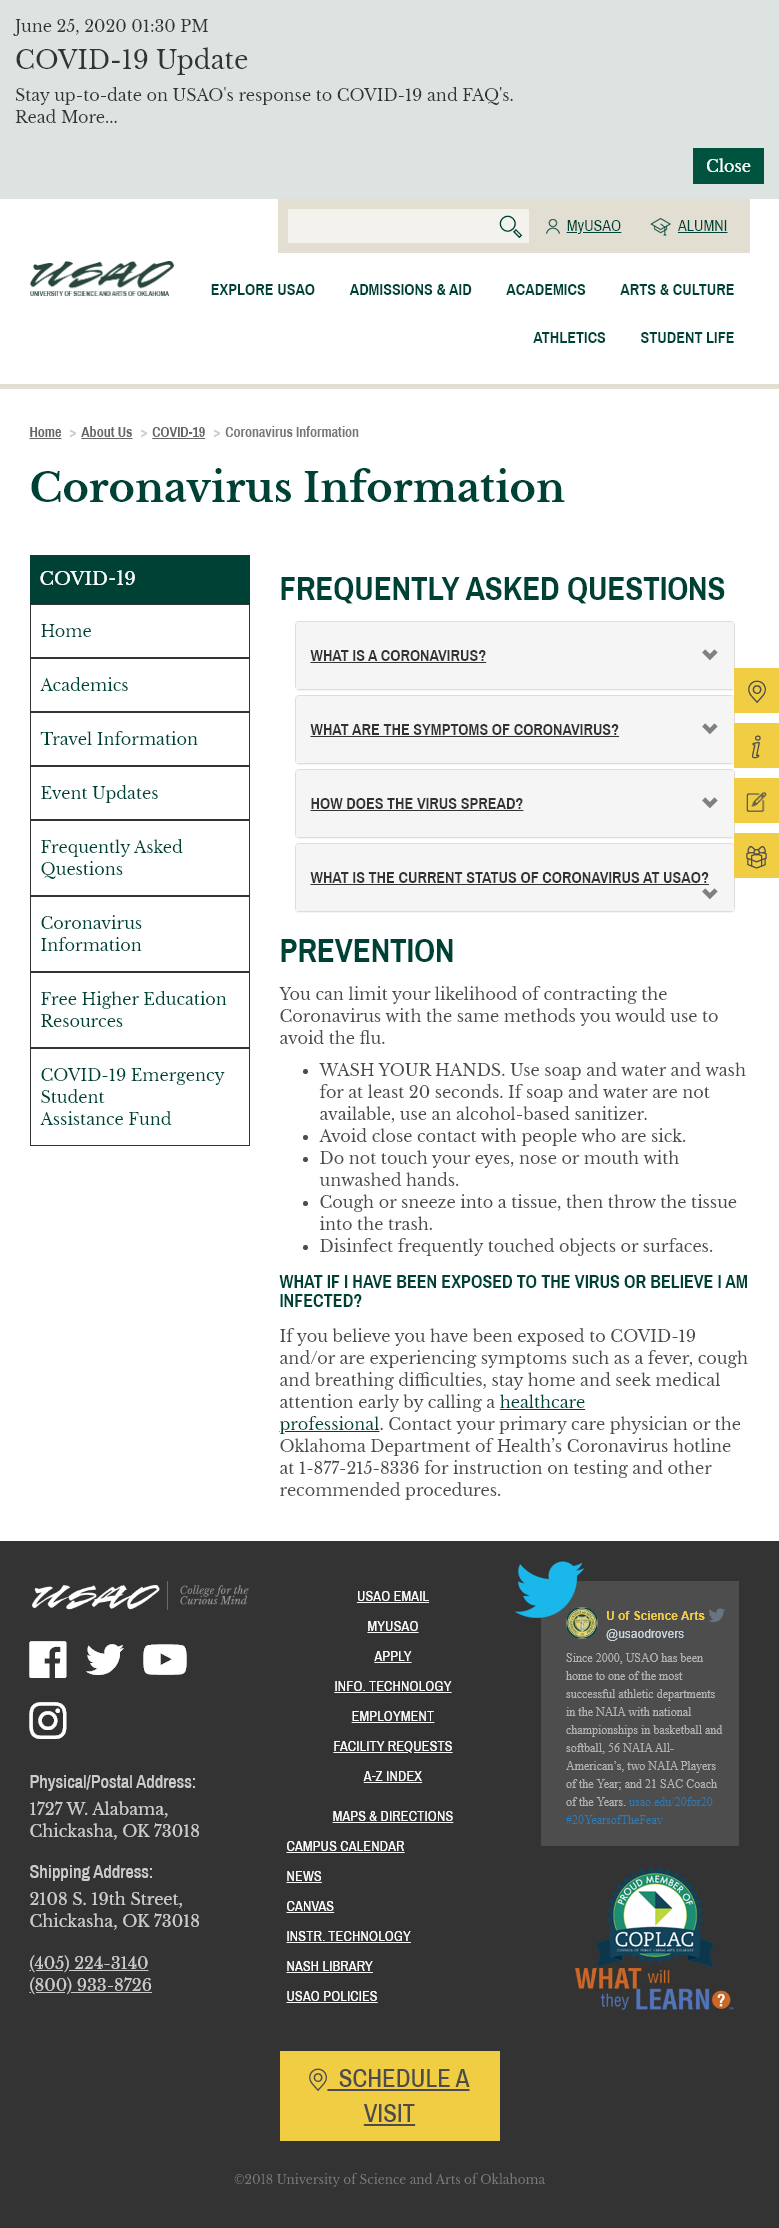 June 25, 2020 01:30 PM
COVID-19 Update
Stay up-to-date on USAO's response to COVID-19 and FAQ's.
Read More...
Close
MyUSAO
ALUMNI
USAO
UNIVERSITY OF SCIENCE AND ARTS OF OKLAHOMA
EXPLORE USAO
ADMISSIONS & AID
ACADEMICS
ARTS & CULTURE
ATHLETICS
STUDENT LIFE
Home > About Us > COVID-19 > Coronavirus Information
Coronavirus Information
COVID-19
Home
Academics
Travel Information
Event Updates
Frequently Asked
Questions
Coronavirus
Information
Free Higher Education
Resources
COVID-19 Emergency
Student
Assistance Fund
FREQUENTLY ASKED QUESTIONS
WHAT IS A CORONAVIRUS?
WHAT ARE THE SYMPTOMS OF CORONAVIRUS?
HOW DOES THE VIRUS SPREAD?
WHAT IS THE CURRENT STATUS OF CORONAVIRUS AT USAO?
PREVENTION
You can limit your likelihood of contracting the
Coronavirus with the same methods you would use to
avoid the flu.
• WASH YOUR HANDS. Use soap and water and wash
for at least 20 seconds. If soap and water are not
available, use an alcohol-based sanitizer.
• Avoid close contact with people who are sick.
• Do not touch your eyes, nose or mouth with
unwashed hands.
• Cough or sneeze into a tissue, then throw the tissue
into the trash.
• Disinfect frequently touched objects or surfaces.
WHAT IF I HAVE BEEN EXPOSED TO THE VIRUS OR BELIEVE I AM
INFECTED?
If you believe you have been exposed to COVID-19
and/or are experiencing symptoms such as a fever, cough
and breathing difficulties, stay home and seek medical
attention early by calling a healthcare
professional. Contact your primary care physician or the
Oklahoma Department of Health’s Coronavirus hotline
at 1-877-215-8336 for instruction on testing and other
recommended procedures.
USAO
College for the
Curious Mind
Physical/Postal Address:
1727 W. Alabama,
Chickasha, OK 73018
Shipping Address:
2108 S. 19th Street,
Chickasha, OK 73018
(405) 224-3140
(800) 933-8726
USAO EMAIL
MYUSAO
APPLY
INFO. TECHNOLOGY
EMPLOYMENT
FACILITY REQUESTS
A-Z INDEX
MAPS & DIRECTIONS
CAMPUS CALENDAR
NEWS
CANVAS
INSTR. TECHNOLOGY
NASH LIBRARY
USAO POLICIES
U of Science Arts
@usaodrovers
Since 2000, USAO has been
home to one of the most
successful athletic departments
in the NAIA with national
championships in basketball and
softball, 56 NAIA All-
American’s, two NAIA Players
of the Year; and 21 SAC Coach
of the Years. usao.edu/20for20
#20YearsofTheFeav
PROUD MEMBER OF
COPLAC
WHAT will
they LEARN?
SCHEDULE A
VISIT
©2018 University of Science and Arts of Oklahoma